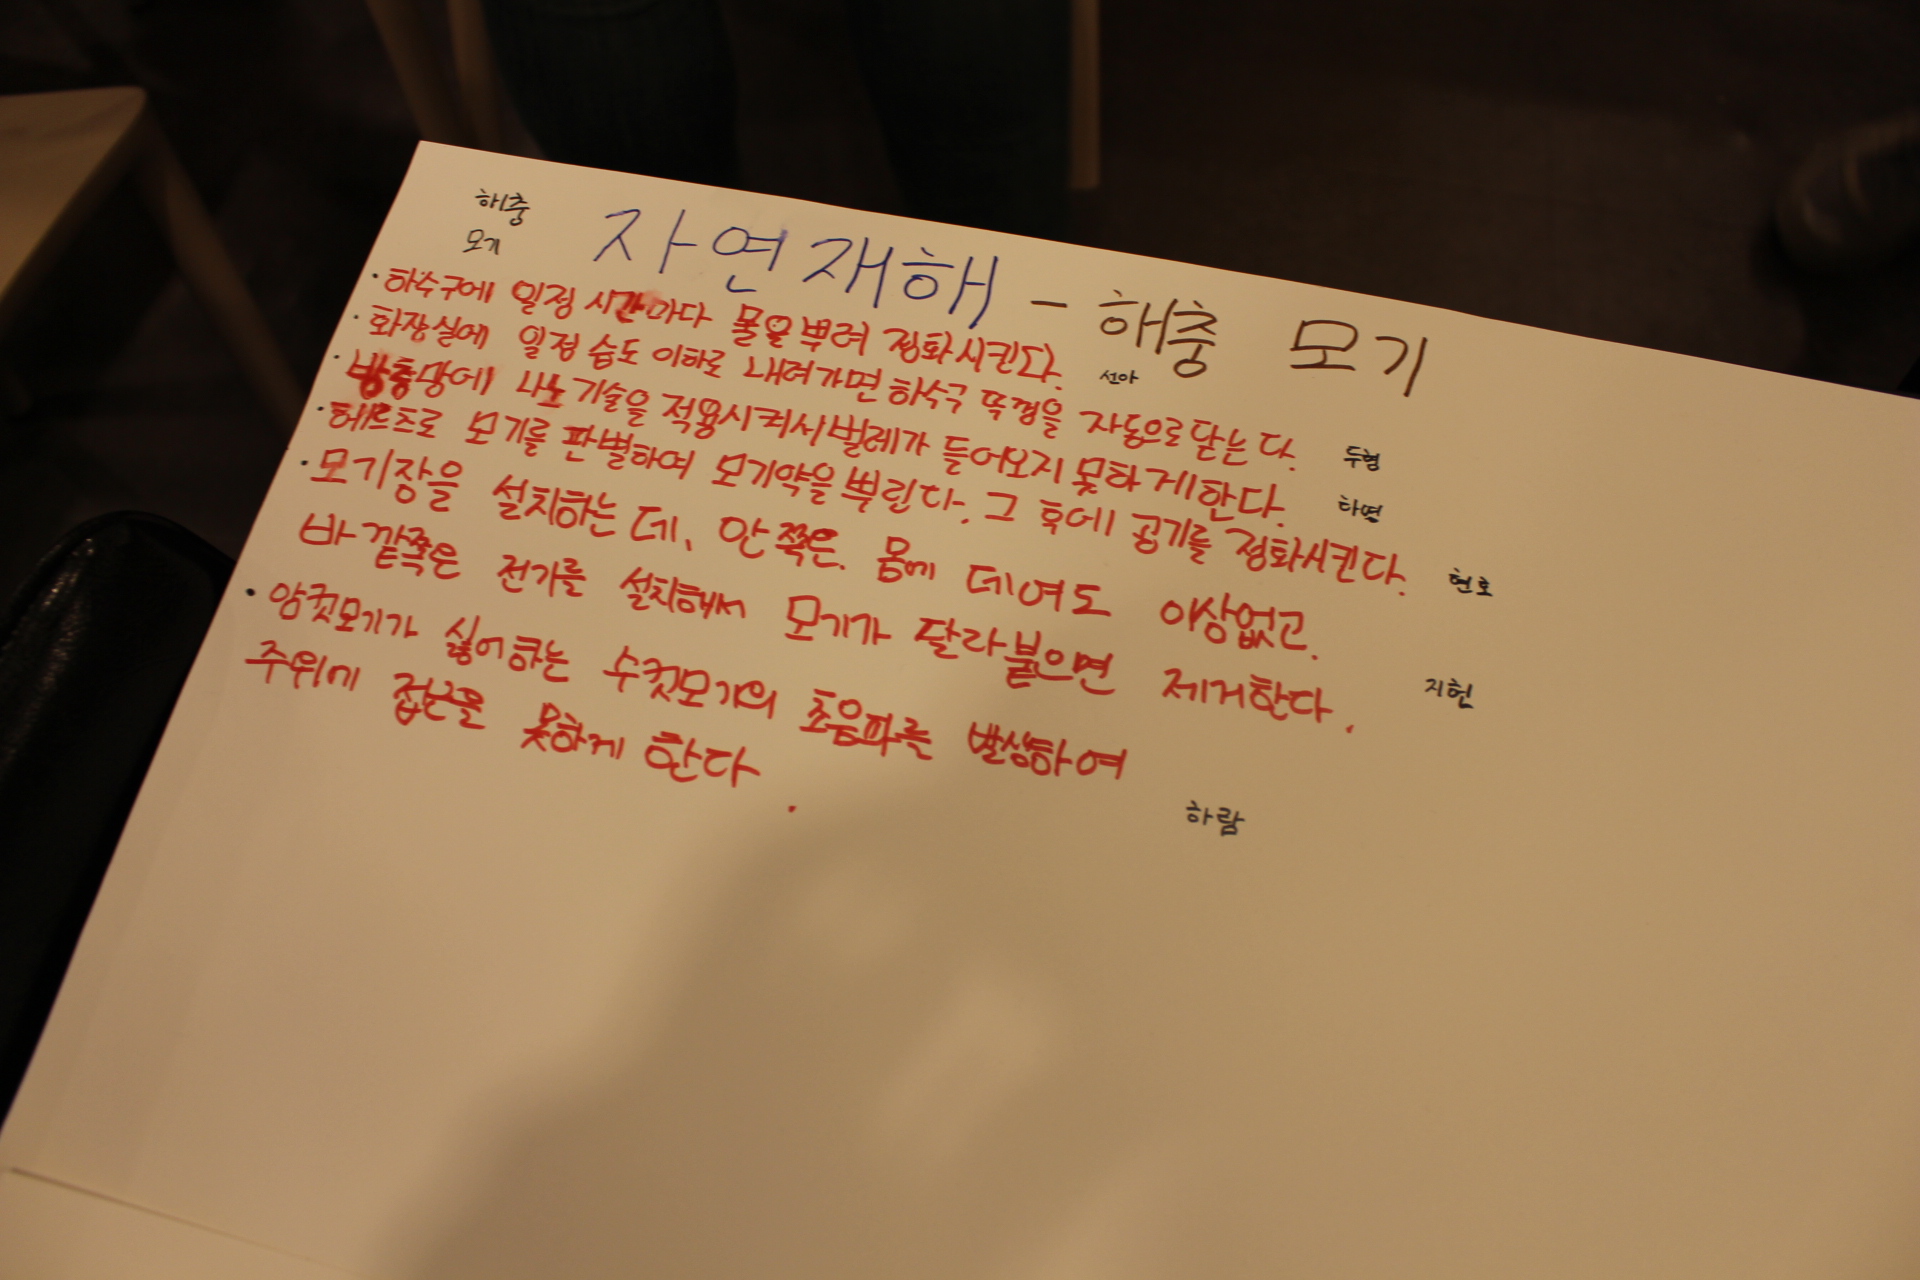 해충
모기
자연재해 - 해충 모기
· 하수구에 일정 시간마다 물을 뿌려 정화시킨다. 선아
· 화장실에 일정 습도 이하로 내려가면 하수구 뚜껑을 자동으로 닫는다. 두형
· 방충망에 나노기술을 적용시켜서 벌레가 들어오지 못하게 한다. 하연
· 헤르츠로 모기를 판별하여 모기약을 뿌린다. 그 후에 공기를 정화시킨다. 현호
· 모기장을 설치하는데, 안쪽은 몸에 데여도 이상없고.
바깥쪽은 전기를 설치해서 모기가 달라붙으면 제거한다. 지헌
· 암컷모기가 싫어하는 수컷모기의 초음파를 발생하여
주위에 접근을 못하게 한다.
하람